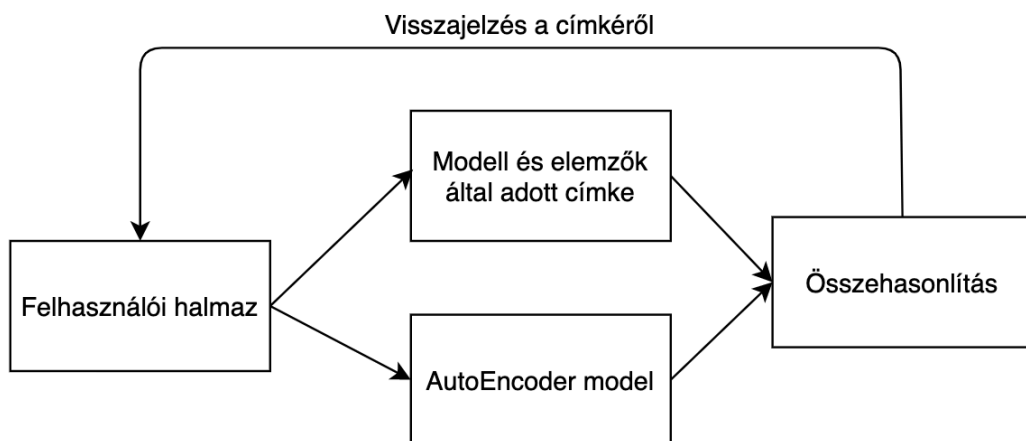 Visszajelzés a címkéről
Modell és elemzők
által adott címke
Felhasználói halmaz
Összehasonlítás
AutoEncoder model